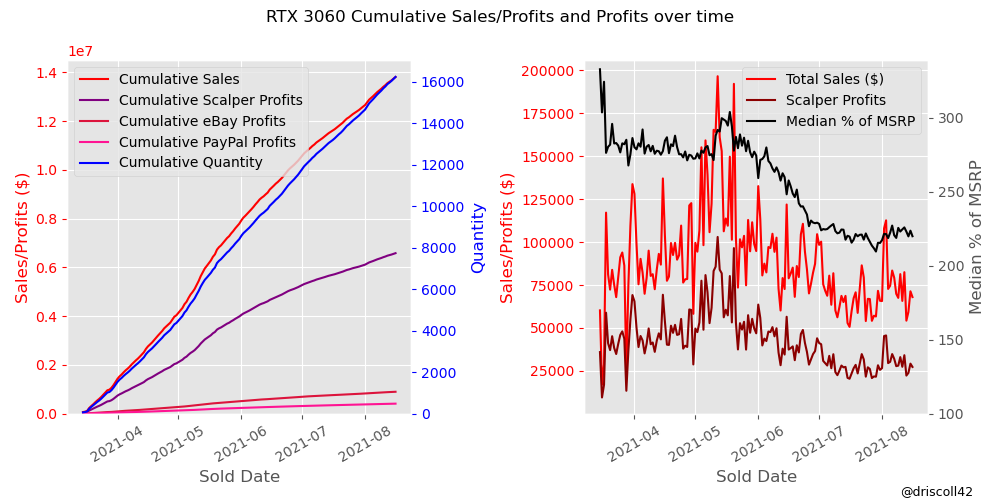 RTX 3060 Cumulative Sales/Profits and Profits over time
1e7
Cumulative Sales
Cumulative Scalper Profits
Cumulative eBay Profits
Cumulative PayPal Profits
Cumulative Quantity
1.4
1.2
1.0
0.8
0.6
0.4
0.2
0.0
Sales/Profits ($)
16000
14000
12000
10000
8000
6000
4000
2000
0
Quantity
2021-04
2021-05
2021-06
2021-07
2021-08
Sold Date
Total Sales ($)
Scalper Profits
Median % of MSRP
200000
175000
150000
125000
100000
75000
50000
25000
Sales/Profits ($)
300
250
200
150
100
Median % of MSRP
2021-04
2021-05
2021-06
2021-07
2021-08
Sold Date
@driscoll42